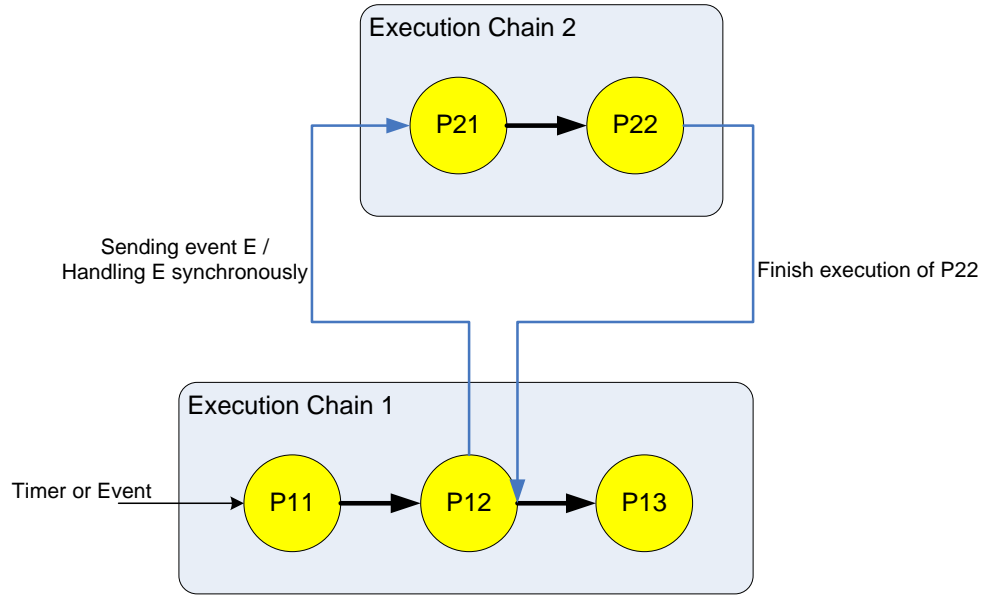 Execution Chain 2
P21
P22
Sending event E /
Handling E synchronously
Finish execution of P22
Execution Chain 1
Timer or Event
P11
P12
P13